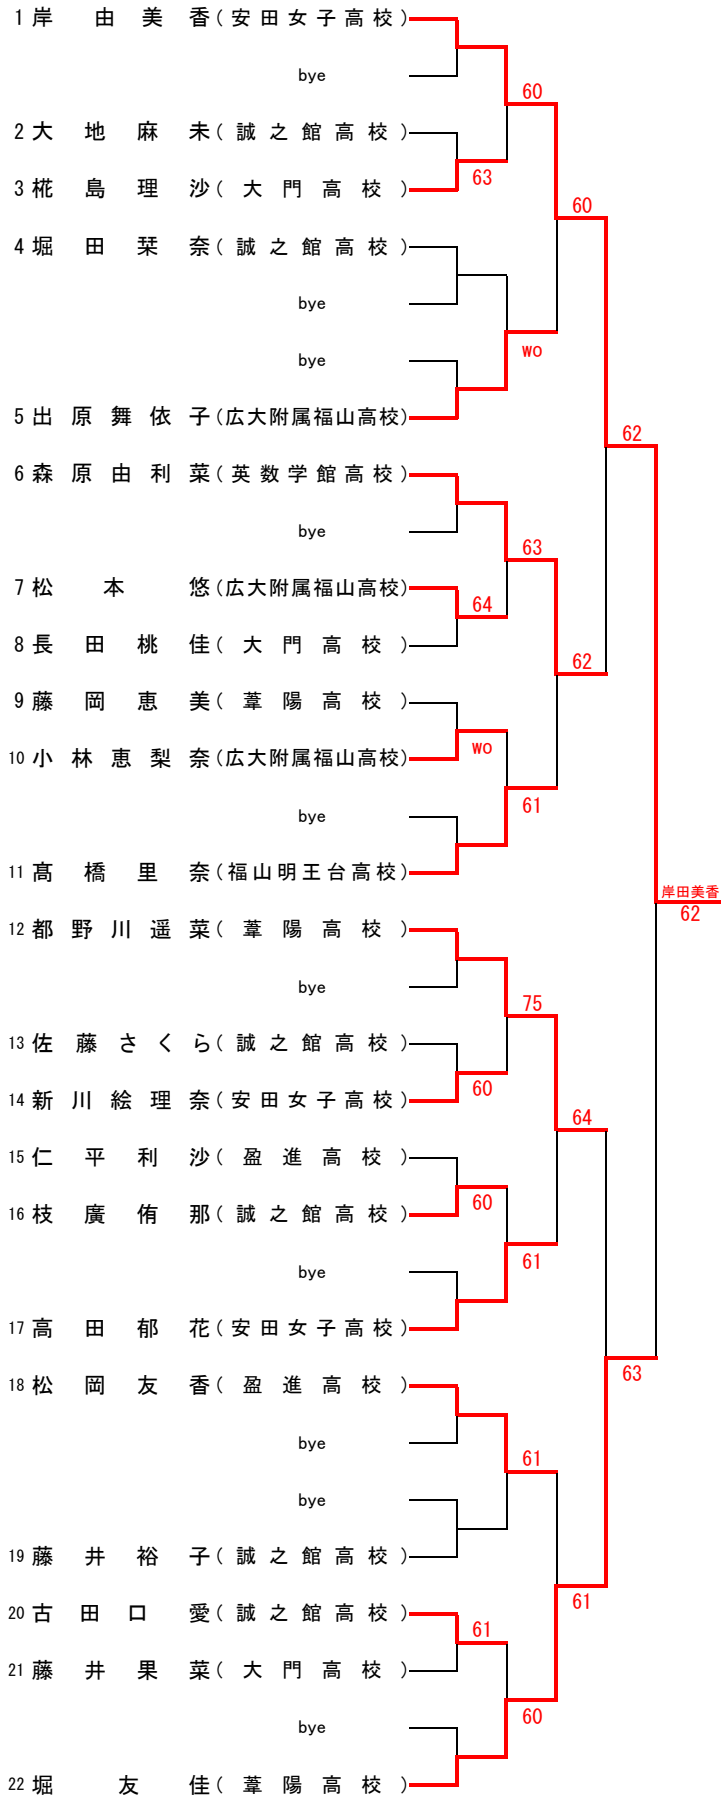 1 岸由美香(安田女子高校)
bye
60
2 大地麻未(誠之館高校)
63
3 椛島理沙(大門高校)
60
4 堀田栞奈(誠之館高校)
bye
wo
bye
5 出原舞依子(広大附属福山高校)
62
6 森原由利菜(英数学館高校)
bye
63
7 松本悠(広大附属福山高校)
64
8 長田桃佳(大門高校)
62
9 藤岡恵美(葦陽高校)
wo
10 小林恵梨奈(広大附属福山高校)
61
bye
11 髙橋里奈(福山明王台高校)
岸田美香
62
12 都野川遥菜(葦陽高校)
bye
75
13 佐藤さくら(誠之館高校)
60
14 新川絵理奈(安田女子高校)
64
15 仁平利沙(盈進高校)
60
16 枝廣侑那(誠之館高校)
61
bye
17 高田郁花(安田女子高校)
63
18 松岡友香(盈進高校)
bye
61
bye
19 藤井裕子(誠之館高校)
61
20 古田口愛(誠之館高校)
61
21 藤井果菜(大門高校)
60
bye
22 堀友佳(葦陽高校)